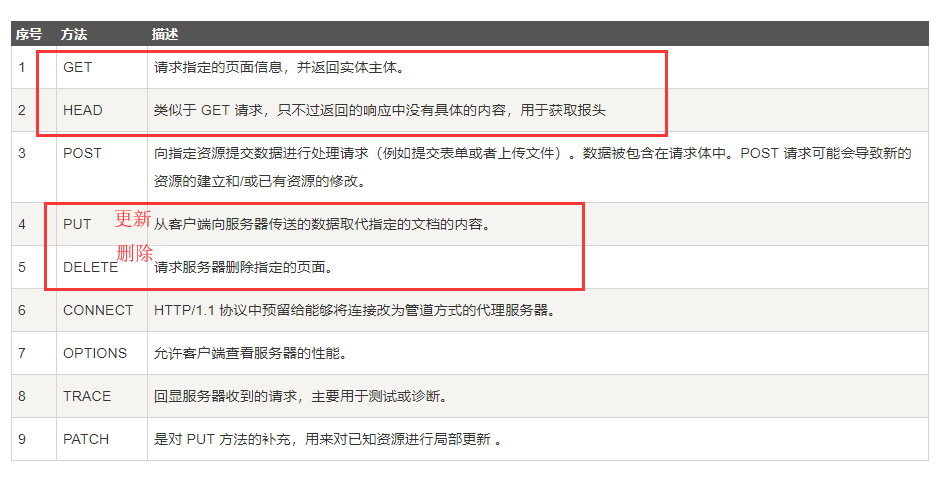 序号 方法 描述
1 GET 请求指定的页面信息，并返回实体主体。
2 HEAD 类似于 GET 请求，只不过返回的响应中没有具体的内容，用于获取报头
3 POST 向指定资源提交数据进行处理请求（例如提交表单或者上传文件）。数据被包含在请求体中。POST 请求可能会导致新的
资源的建立和/或已有资源的修改。
4 PUT 更新 从客户端向服务器传送的数据取代指定的文档的内容。
删除
5 DELETE 请求服务器删除指定的页面。
6 CONNECT HTTP/1.1 协议中预留给能够将连接改为管道方式的代理服务器。
7 OPTIONS 允许客户端查看服务器的性能。
8 TRACE 回显服务器收到的请求，主要用于测试或诊断。
9 PATCH 是对 PUT 方法的补充，用来对已知资源进行局部更新 。